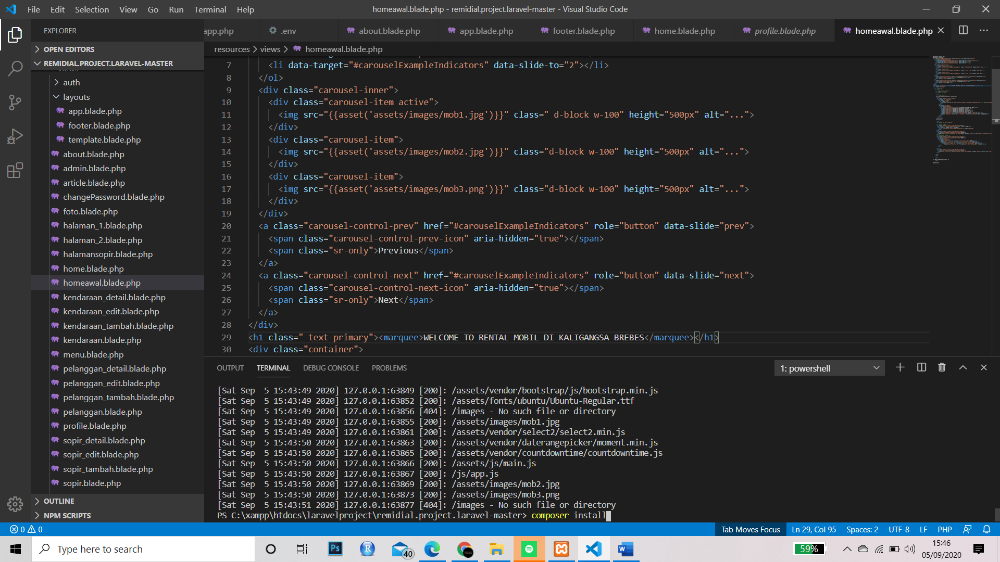 File Edit Selection View Go Run Terminal Help
homeawal.blade.php - remidial.project.laravel-master - Visual Studio Code
EXPLORER
OPEN EDITORS
REMIDIAL.PROJECT.LARAVEL-MASTER
views
auth
layouts
app.blade.php
footer.blade.php
template.blade.php
about.blade.php
admin.blade.php
article.blade.php
changePassword.blade.php
foto.blade.php
halaman_1.blade.php
halaman_2.blade.php
halamansopir.blade.php
home.blade.php
homeawal.blade.php
kendaraan_detail.blade.php
kendaraan_edit.blade.php
kendaraan_tambah.blade.php
kendaraan.blade.php
menu.blade.php
pelanggan_detail.blade.php
pelanggan_edit.blade.php
pelanggan_tambah.blade.php
pelanggan.blade.php
profile.blade.php
sopir_detail.blade.php
sopir_edit.blade.php
sopir_tambah.blade.php
sopir.blade.php
OUTLINE
NPM SCRIPTS
app.php .env about.blade.php app.blade.php footer.blade.php home.blade.php profile.blade.php homeawal.blade.php
resources > views > homeawal.blade.php
7 <li data-target="#carouselExampleIndicators" data-slide-to="2"></li>
8 </ol>
9 <div class="carousel-inner">
10 <div class="carousel-item active">
11 <img src="{{asset('assets/images/mob1.jpg')}}" class=" d-block w-100" height="500px" alt="...">
12 </div>
13 <div class="carousel-item">
14 <img src="{{asset('assets/images/mob2.jpg')}}" class="d-block w-100" height="500px" alt="...">
15 </div>
16 <div class="carousel-item">
17 <img src="{{asset('assets/images/mob3.png')}}" class="d-block w-100" height="500px" alt="...">
18 </div>
19 </div>
20 <a class="carousel-control-prev" href="#carouselExampleIndicators" role="button" data-slide="prev">
21 <span class="carousel-control-prev-icon" aria-hidden="true"></span>
22 <span class="sr-only">Previous</span>
23 </a>
24 <a class="carousel-control-next" href="#carouselExampleIndicators" role="button" data-slide="next">
25 <span class="carousel-control-next-icon" aria-hidden="true"></span>
26 <span class="sr-only">Next</span>
27 </a>
28 </div>
29 <h1 class=" text-primary"><marquee>WELCOME TO RENTAL MOBIL DI KALIGANGSA BREBES</marquee></h1>
30 <div class="container">
OUTPUT TERMINAL DEBUG CONSOLE PROBLEMS 1: powershell
[Sat Sep  5 15:43:49 2020] 127.0.0.1:63849 [200]: /assets/vendor/bootstrap/js/bootstrap.min.js
[Sat Sep  5 15:43:49 2020] 127.0.0.1:63852 [200]: /assets/fonts/ubuntu/Ubuntu-Regular.ttf
[Sat Sep  5 15:43:49 2020] 127.0.0.1:63856 [404]: /images - No such file or directory
[Sat Sep  5 15:43:49 2020] 127.0.0.1:63855 [200]: /assets/images/mob1.jpg
[Sat Sep  5 15:43:49 2020] 127.0.0.1:63861 [200]: /assets/vendor/select2/select2.min.js
[Sat Sep  5 15:43:50 2020] 127.0.0.1:63863 [200]: /assets/vendor/daterangepicker/moment.min.js
[Sat Sep  5 15:43:50 2020] 127.0.0.1:63865 [200]: /assets/vendor/countdowntime/countdowntime.js
[Sat Sep  5 15:43:50 2020] 127.0.0.1:63866 [200]: /assets/js/main.js
[Sat Sep  5 15:43:50 2020] 127.0.0.1:63867 [200]: /js/app.js
[Sat Sep  5 15:43:50 2020] 127.0.0.1:63869 [200]: /assets/images/mob2.jpg
[Sat Sep  5 15:43:50 2020] 127.0.0.1:63873 [200]: /assets/images/mob3.png
[Sat Sep  5 15:43:51 2020] 127.0.0.1:63877 [404]: /images - No such file or directory
PS C:\xampp\htdocs\laravelproject\remidial.project.laravel-master> composer install
0 0 Tab Moves Focus Ln 29, Col 95 Spaces: 2 UTF-8 LF PHP
Type here to search
Ps
R
40
W
59%
15:46
05/09/2020